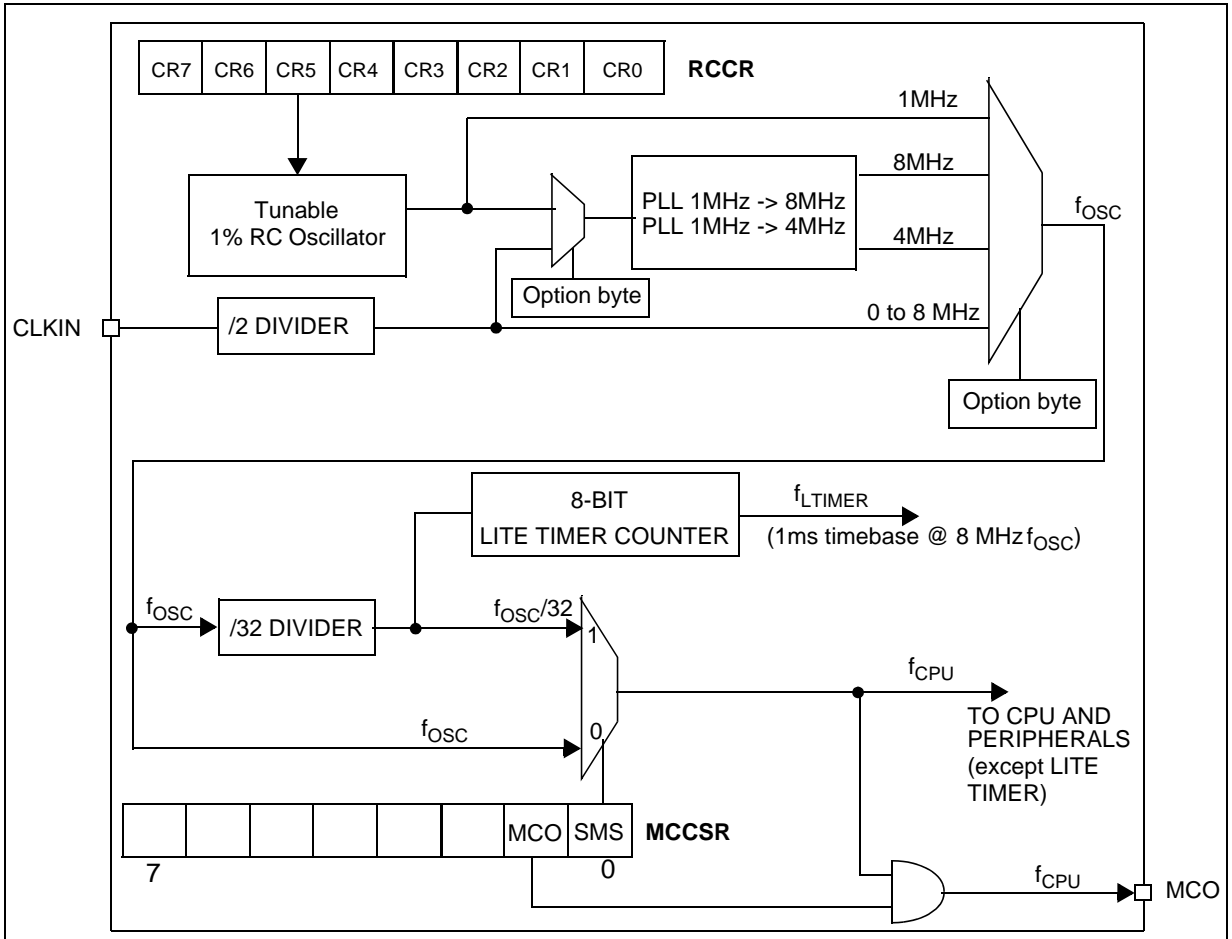 CR7 CR6 CR5 CR4 CR3 CR2 CR1 CR0 RCCR
1MHz
8MHz
Tunable
1% RC Oscillator
PLL 1MHz -> 8MHz
PLL 1MHz -> 4MHz
fOSC
4MHz
Option byte
CLKIN
/2 DIVIDER
0 to 8 MHz
Option byte
8-BIT
LITE TIMER COUNTER
fLTIMER
(1ms timebase @ 8 MHz fOSC)
fOSC
/32 DIVIDER
fOSC/32
1
fCPU
TO CPU AND
PERIPHERALS
(except LITE
TIMER)
fOSC
0
MCO SMS MCCSR
7 0
fCPU
MCO